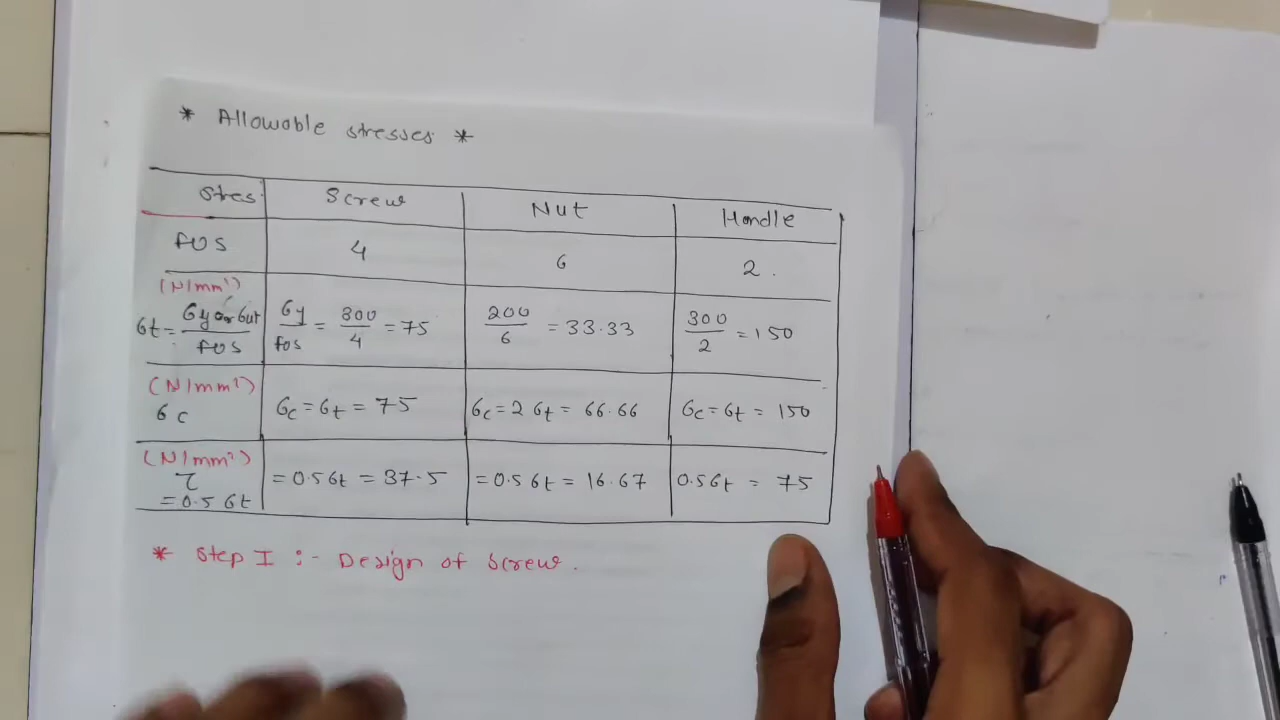 * Allowable stresses *
Stres Screw Nut Handle
fos 4 6 2.
(N/mm²)
6t = 6y or 6ut / fos 6y / fos = 300 / 4 = 75 200 / 6 = 33.33 300 / 2 = 150
(N/mm²)
6c 6c = 6t = 75 6c = 2 6t = 66.66 6c = 6t = 150
(N/mm²)
τ = 0.5 6t = 37.5 = 0.5 6t = 16.67 0.5 6t = 75
= 0.5 6t
* Step I :- Design of Screw.